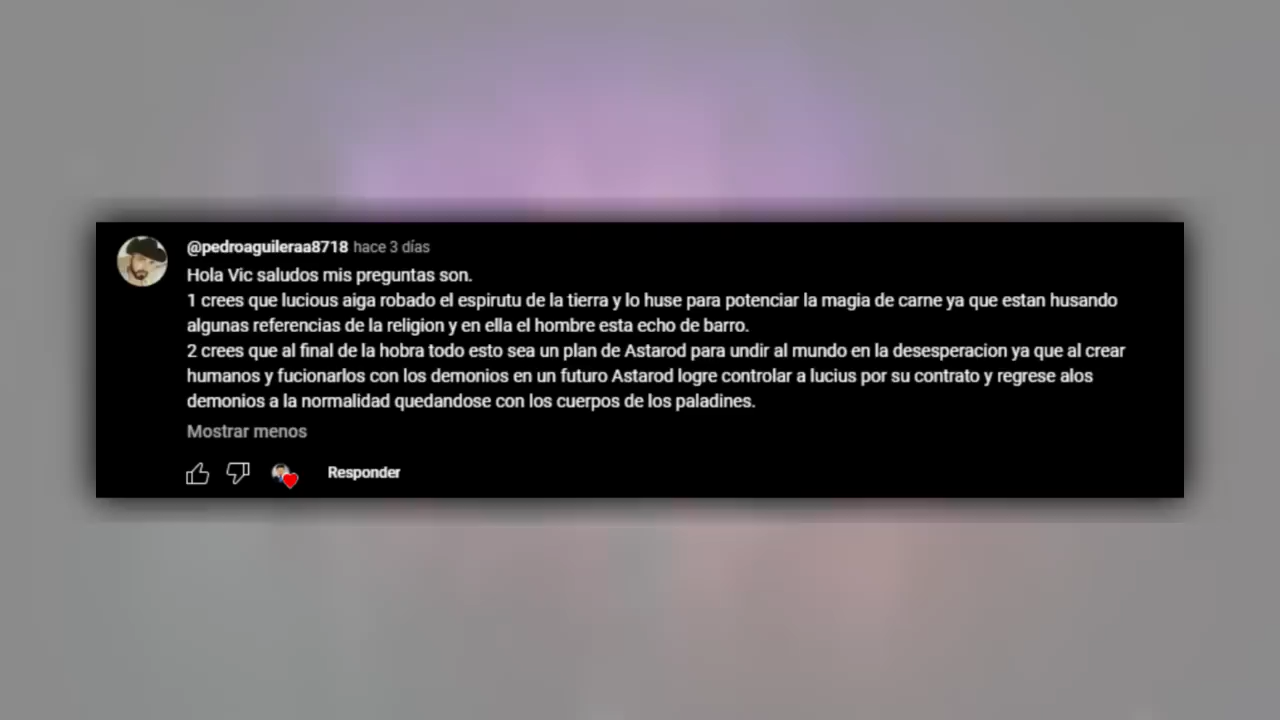 @pedroaguileraa8718 hace 3 días
Hola Vic saludos mis preguntas son.
1 crees que lucious aiga robado el espirutu de la tierra y lo huse para potenciar la magia de carne ya que estan husando
algunas referencias de la religion y en ella el hombre esta echo de barro.
2 crees que al final de la hobra todo esto sea un plan de Astarod para undir al mundo en la desesperacion ya que al crear
humanos y fucionarlos con los demonios en un futuro Astarod logre controlar a lucius por su contrato y regrese alos
demonios a la normalidad quedandose con los cuerpos de los paladines.
Mostrar menos
Responder